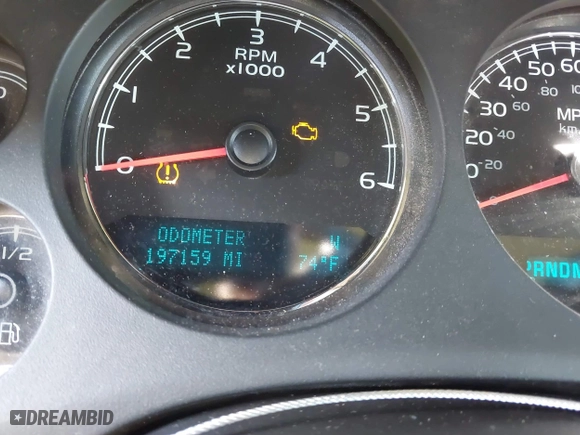 0 1 2 3 4 5 6
RPM
x1000
ODOMETER W
197159 MI 74°F
1/2
20 30 40 50 60
20 40 60 80
MP
km
PRNDM
DREAMBID